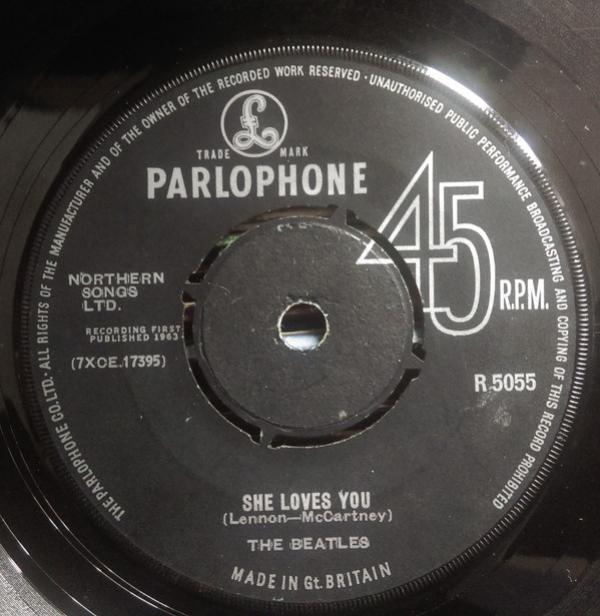 THE PARLOPHONE CO. LTD. ALL RIGHTS OF THE MANUFACTURER AND OF THE OWNER OF THE RECORDED WORK RESERVED · UNAUTHORISED PUBLIC PERFORMANCE BROADCASTING AND COPYING OF THIS RECORD PROHIBITED
£
TRADE MARK
PARLOPHONE
45
R.P.M.
NORTHERN
SONGS
LTD.
RECORDING FIRST
PUBLISHED 1963
(7XCE.17395)
R 5055
SHE LOVES YOU
(Lennon—McCartney)
THE BEATLES
MADE IN Gt. BRITAIN